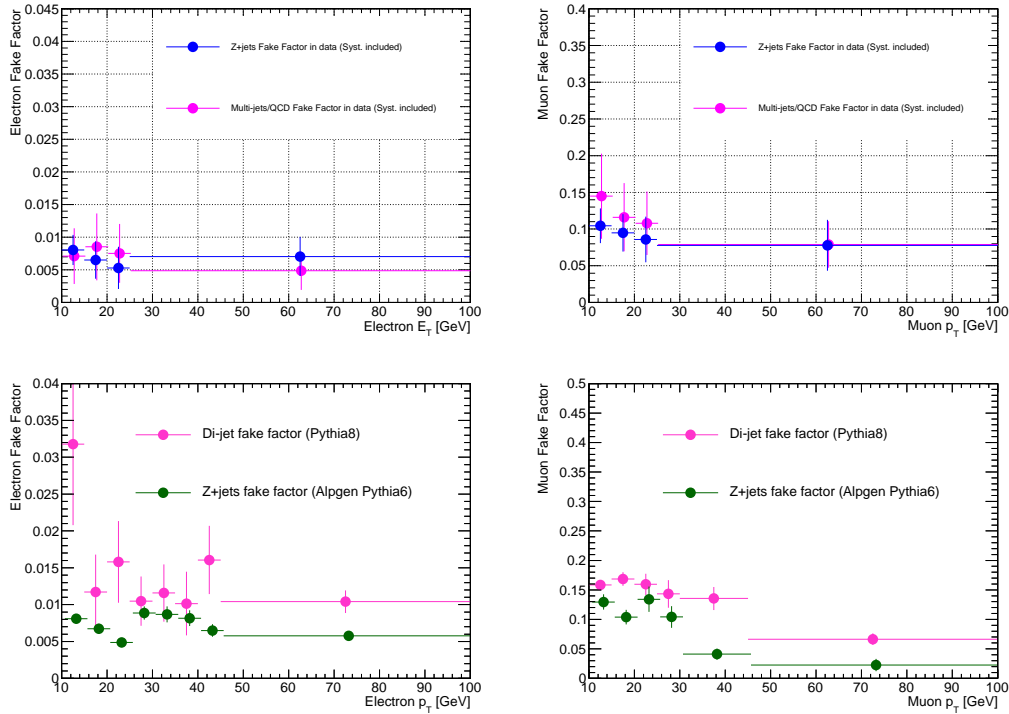 Electron Fake Factor
0.045
0.04
0.035
0.03
0.025
0.02
0.015
0.01
0.005
0
Z+jets Fake Factor in data (Syst. included)
Multi-jets/QCD Fake Factor in data (Syst. included)
10 20 30 40 50 60 70 80 90 100
Electron E_T [GeV]
Muon Fake Factor
0.4
0.35
0.3
0.25
0.2
0.15
0.1
0.05
0
Z+jets Fake Factor in data (Syst. included)
Multi-jets/QCD Fake Factor in data (Syst. included)
10 20 30 40 50 60 70 80 90 100
Muon p_T [GeV]
Electron Fake Factor
0.04
0.035
0.03
0.025
0.02
0.015
0.01
0.005
0
Di-jet fake factor (Pythia8)
Z+jets fake factor (Alpgen Pythia6)
10 20 30 40 50 60 70 80 90 100
Electron p_T [GeV]
Muon Fake Factor
0.5
0.45
0.4
0.35
0.3
0.25
0.2
0.15
0.1
0.05
0
Di-jet fake factor (Pythia8)
Z+jets fake factor (Alpgen Pythia6)
10 20 30 40 50 60 70 80 90 100
Muon p_T [GeV]